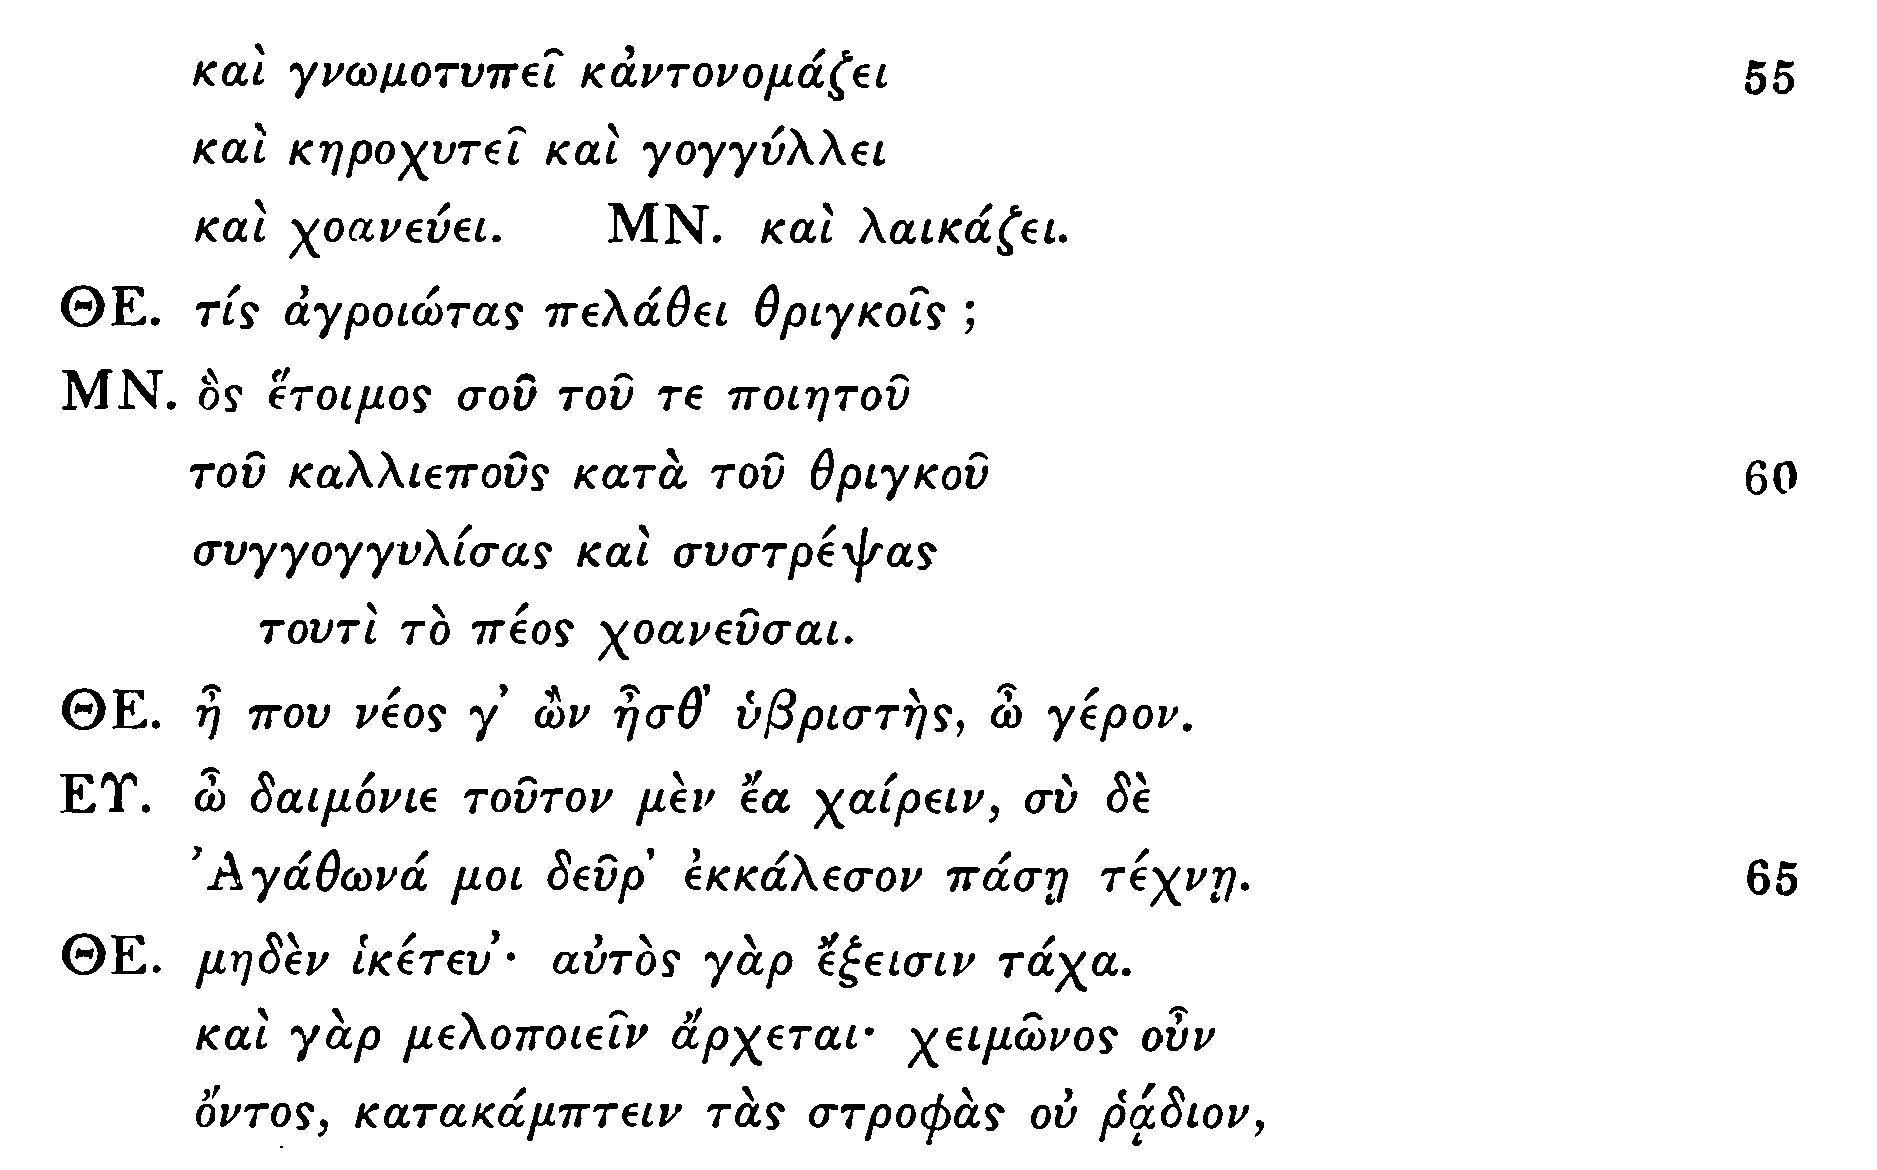 καὶ γνωμοτυπεῖ κἀντονομάζει 55
καὶ κηροχυτεῖ καὶ γογγύλλει
καὶ χοανεύει. ΜΝ. καὶ λαικάζει.
ΘΕ. τίς ἀγροιώτας πελάθει θριγκοῖς ;
ΜΝ. ὃς ἕτοιμος σοῦ τοῦ τε ποιητοῦ
τοῦ καλλιεποῦς κατὰ τοῦ θριγκοῦ 60
συγγογγυλίσας καὶ συστρέψας
τουτὶ τὸ πέος χοανεῦσαι.
ΘΕ. ἦ που νέος γ’ ὢν ἦσθ’ ὑβριστὴς, ὦ γέρον.
ΕΥ. ὦ δαιμόνιε τοῦτον μὲν ἔα χαίρειν, σὺ δὲ
Ἀγάθωνά μοι δεῦρ’ ἐκκάλεσον πάσῃ τέχνῃ. 65
ΘΕ. μηδὲν ἱκέτευ’· αὐτὸς γὰρ ἔξεισιν τάχα.
καὶ γὰρ μελοποιεῖν ἄρχεται· χειμῶνος οὖν
ὄντος, κατακάμπτειν τὰς στροφὰς οὐ ῥᾴδιον,